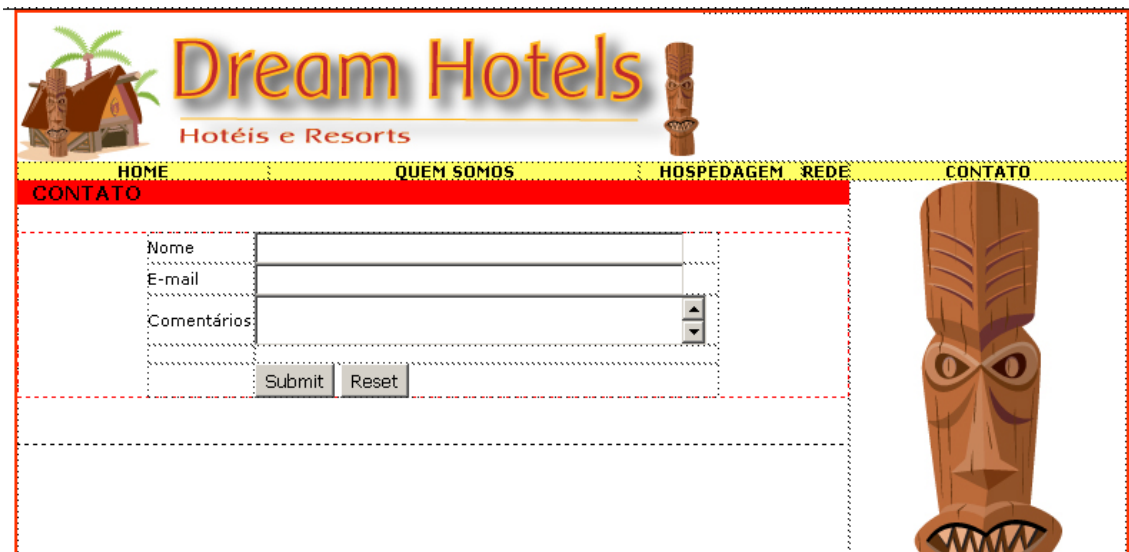 Dream Hotels
Hotéis e Resorts
HOME QUEM SOMOS HOSPEDAGEM REDE CONTATO
CONTATO
Nome
E-mail
Comentários
Submit Reset